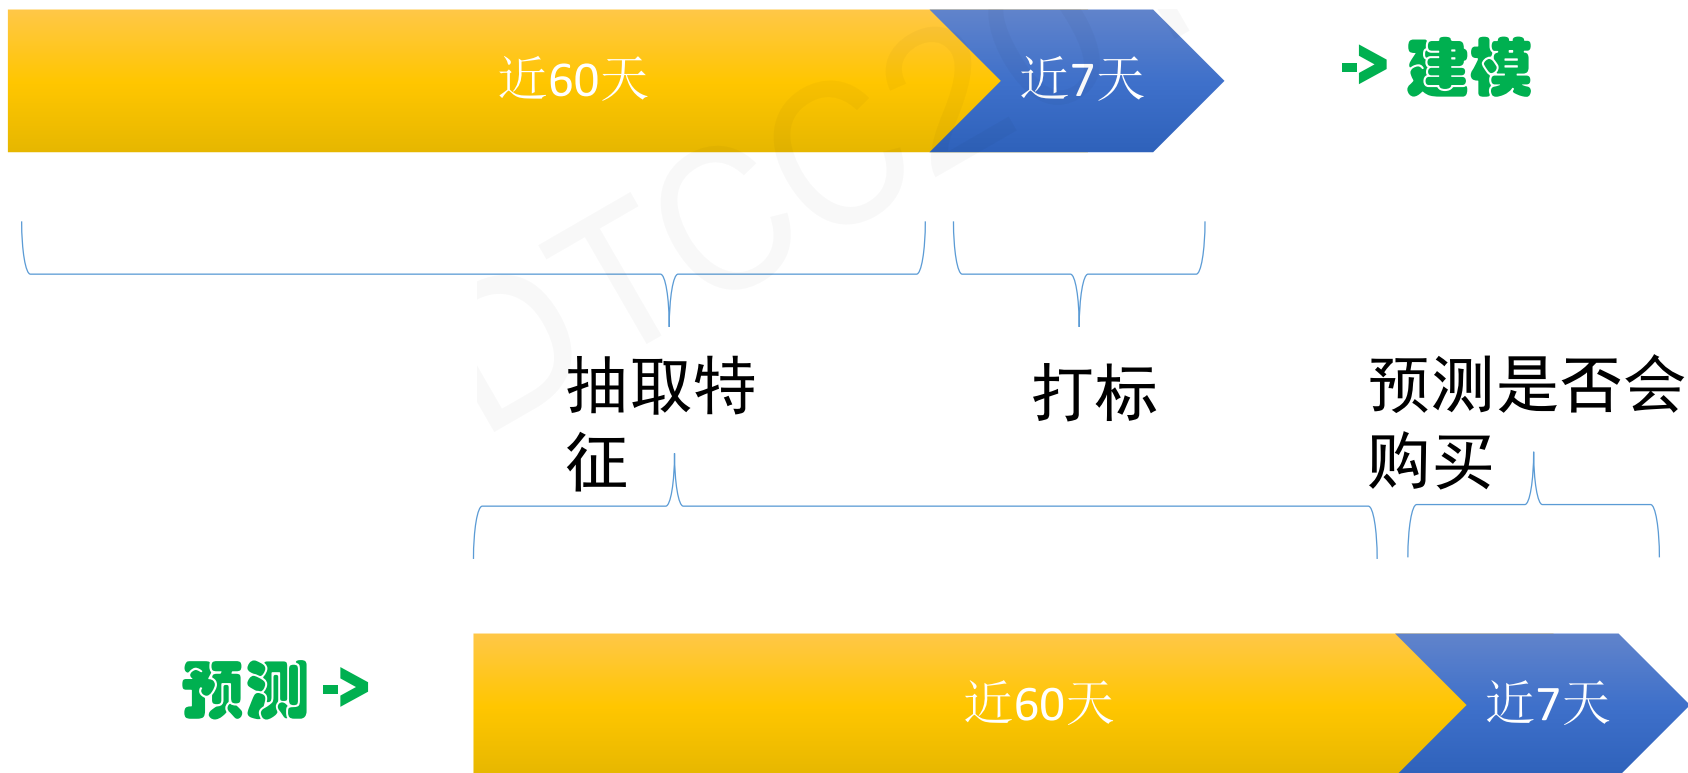 近60天
近7天
-> 建模
抽取特
征
打标
预测是否会
购买
预测 ->
近60天
近7天
DTCC20